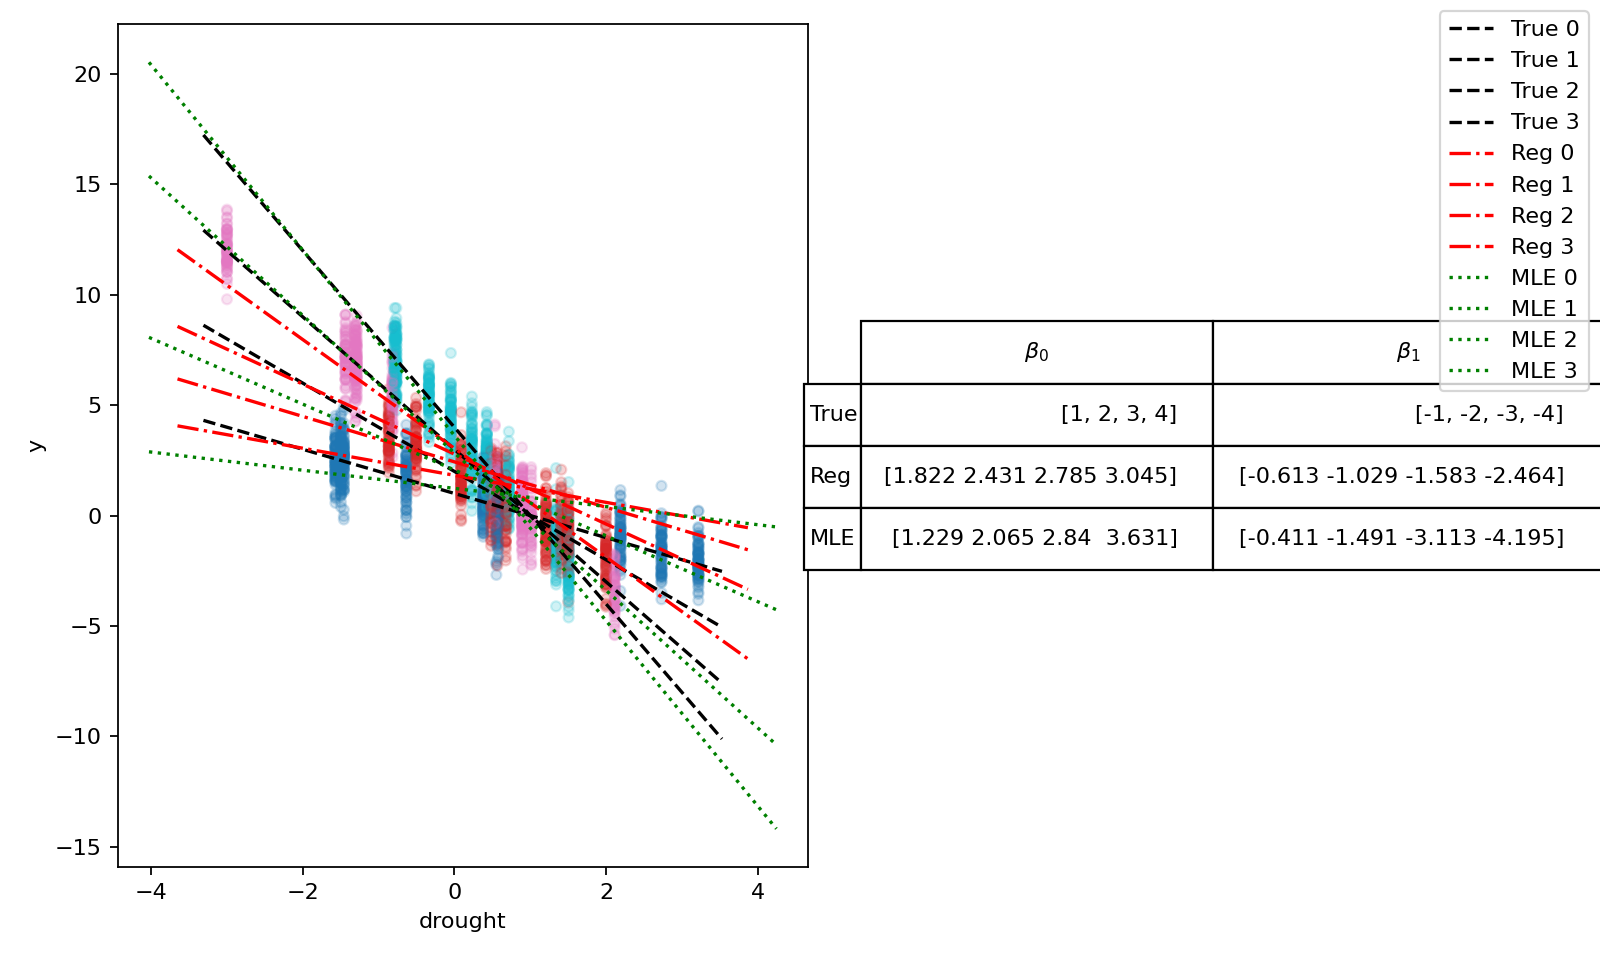 20
15
10
5
0
−5
−10
−15
y
−4
−2
0
2
4
drought
True 0
True 1
True 2
True 3
Reg 0
Reg 1
Reg 2
Reg 3
MLE 0
MLE 1
MLE 2
MLE 3
β₀ β₁
True [1, 2, 3, 4] [-1, -2, -3, -4]
Reg [1.822 2.431 2.785 3.045] [-0.613 -1.029 -1.583 -2.464]
MLE [1.229 2.065 2.84  3.631] [-0.411 -1.491 -3.113 -4.195]